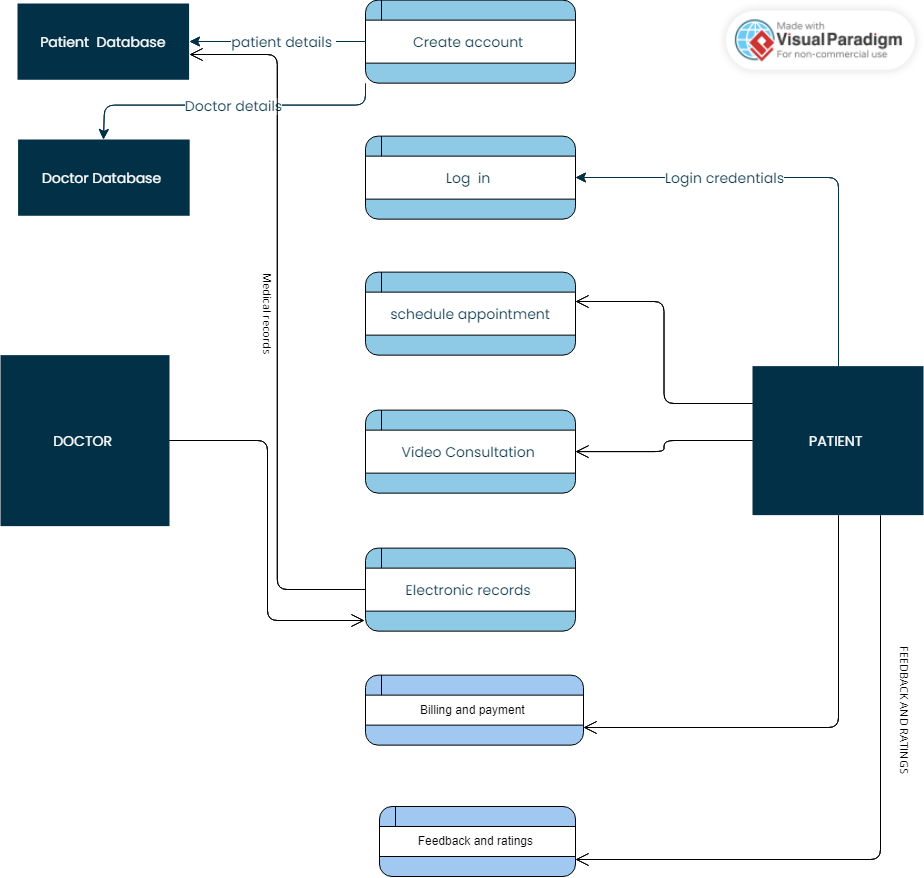 Patient  Database
patient details
Create account
Made with
Visual Paradigm
For non-commercial use
Doctor details
Doctor Database
Log  in
Login credentials
Medical records
schedule appointment
DOCTOR
Video Consultation
PATIENT
Electronic records
Billing and payment
FEEDBACK AND RATINGS
Feedback and ratings